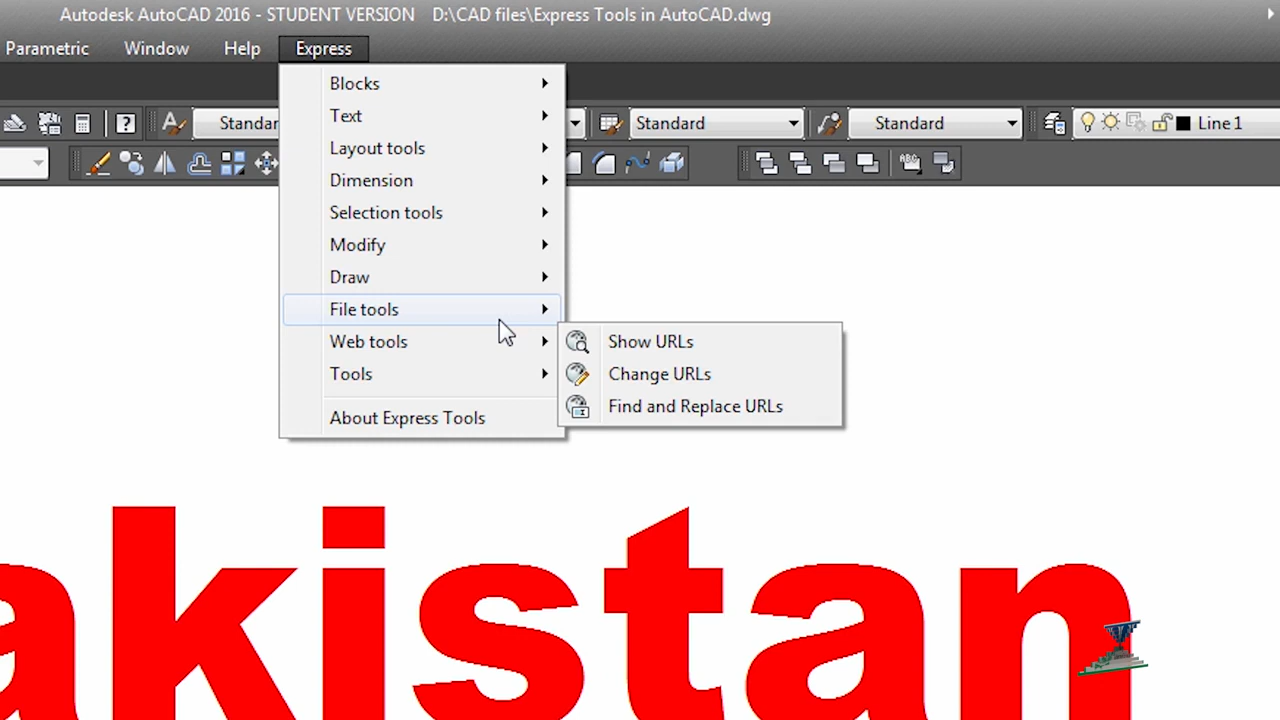 Autodesk AutoCAD 2016 - STUDENT VERSION D:\CAD files\Express Tools in AutoCAD.dwg
Parametric Window Help Express
Blocks
Text
Layout tools
Dimension
Selection tools
Modify
Draw
File tools
Web tools
Tools
About Express Tools
Standar Standard Standard Line 1
ABC
Show URLs
Change URLs
Find and Replace URLs
akistan